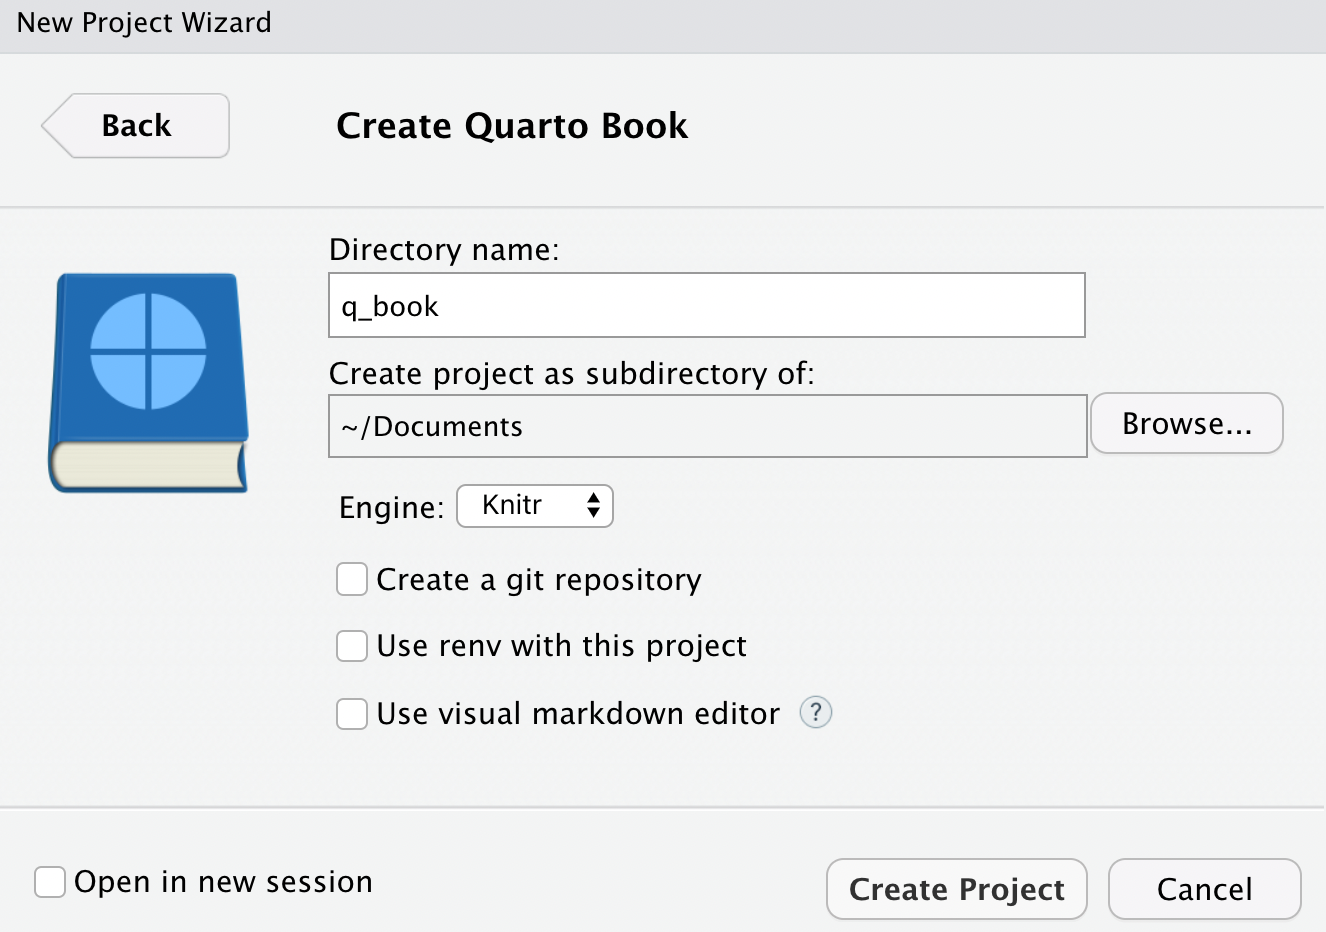 New Project Wizard
Back
Create Quarto Book
Directory name:
q_book
Create project as subdirectory of:
~/Documents
Browse...
Engine: Knitr
Create a git repository
Use renv with this project
Use visual markdown editor ?
Open in new session
Create Project
Cancel